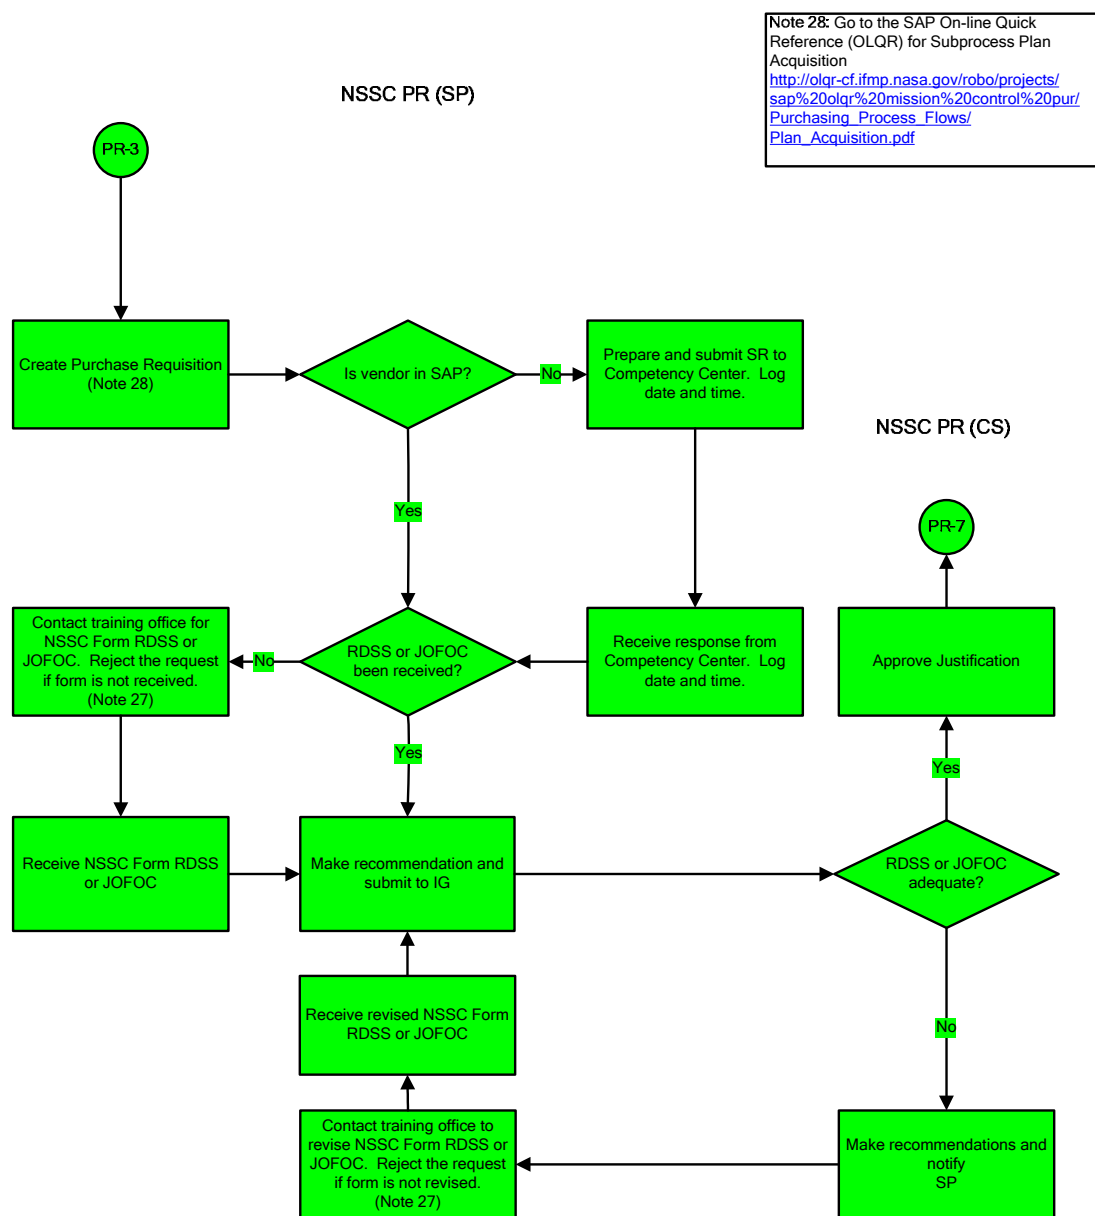 Note 28: Go to the SAP On-line Quick
Reference (OLQR) for Subprocess Plan
Acquisition
http://olqr-cf.ifmp.nasa.gov/robo/projects/
sap%20olqr%20mission%20control%20pur/
Purchasing_Process_Flows/
Plan_Acquisition.pdf
NSSC PR (SP)
PR-3
Create Purchase Requisition
(Note 28)
Is vendor in SAP?
No
Prepare and submit SR to
Competency Center. Log
date and time.
NSSC PR (CS)
Yes
PR-7
Contact training office for
NSSC Form RDSS or
JOFOC. Reject the request
if form is not received.
(Note 27)
No
RDSS or JOFOC
been received?
Receive response from
Competency Center. Log
date and time.
Approve Justification
Yes
Yes
Receive NSSC Form RDSS
or JOFOC
Make recommendation and
submit to IG
RDSS or JOFOC
adequate?
Receive revised NSSC Form
RDSS or JOFOC
No
Contact training office to
revise NSSC Form RDSS or
JOFOC. Reject the request
if form is not revised.
(Note 27)
Make recommendations and
notify
SP